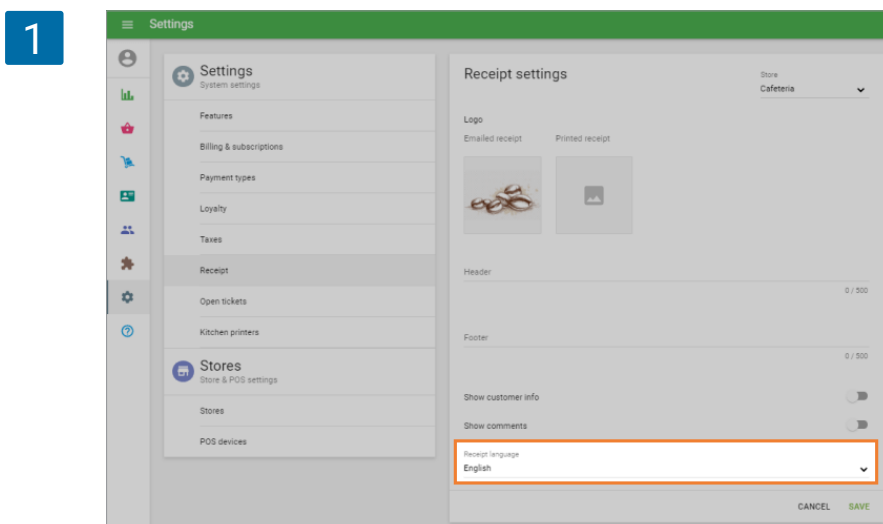 1
Settings
Settings
System settings
Features
Billing & subscriptions
Payment types
Loyalty
Taxes
Receipt
Open tickets
Kitchen printers
Stores
Store & POS settings
Stores
POS devices
Receipt settings
Store
Cafeteria
Logo
Emailed receipt Printed receipt
Header
0 / 500
Footer
0 / 500
Show customer info
Show comments
Receipt language
English
CANCEL SAVE